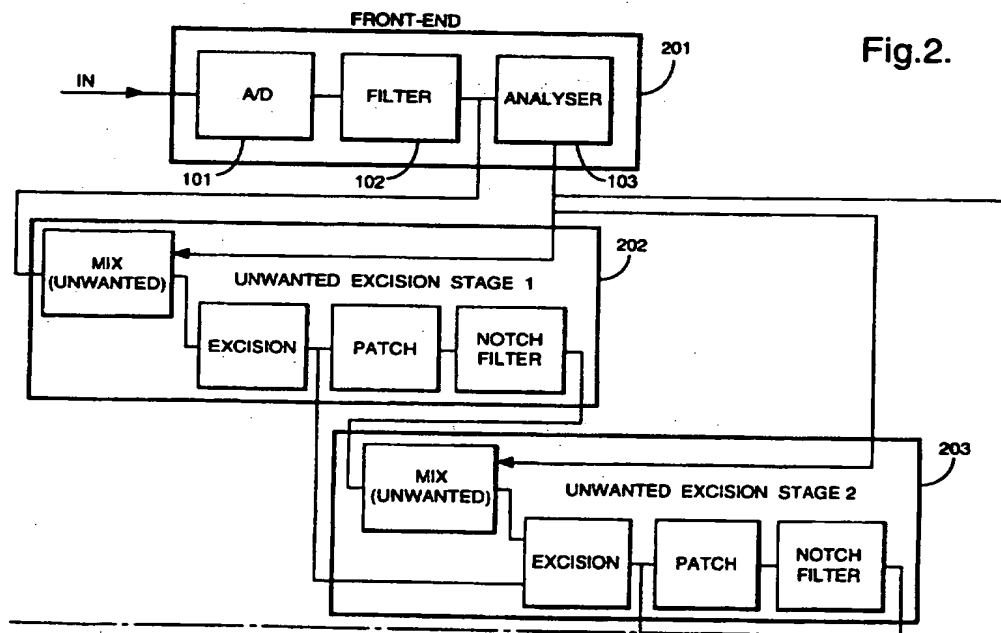 FRONT-END
Fig.2.
201
IN
A/D
FILTER
ANALYSER
101
102
103
202
MIX
(UNWANTED)
UNWANTED EXCISION STAGE 1
EXCISION
PATCH
NOTCH
FILTER
203
MIX
(UNWANTED)
UNWANTED EXCISION STAGE 2
EXCISION
PATCH
NOTCH
FILTER